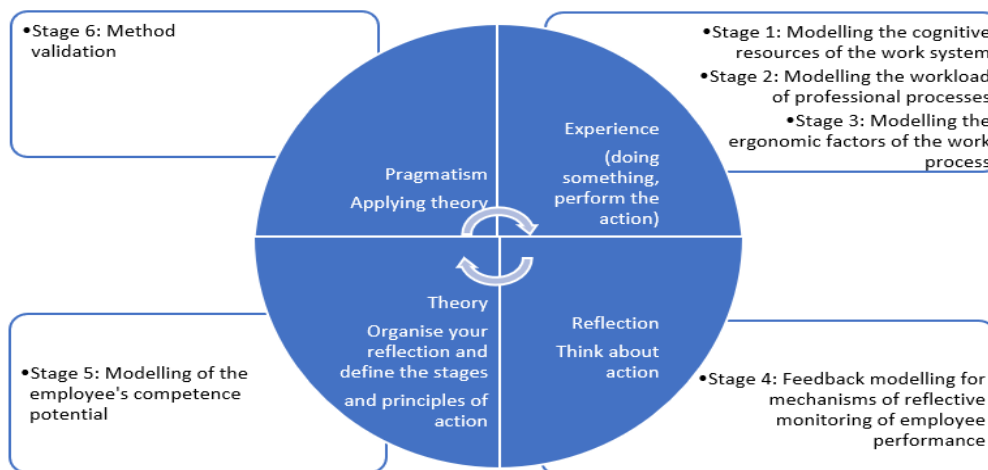 •Stage 6: Method
validation
•Stage 1: Modelling the cognitive
resources of the work system
•Stage 2: Modelling the workload
of professional processes
•Stage 3: Modelling the
ergonomic factors of the work
process
Pragmatism
Applying theory
Experience
(doing
something,
perform the
action)
Theory
Organise your
reflection and
define the stages
and principles of
action
Reflection
Think about
action
•Stage 5: Modelling of the
employee's competence
potential
•Stage 4: Feedback modelling for
mechanisms of reflective
monitoring of employee
performance